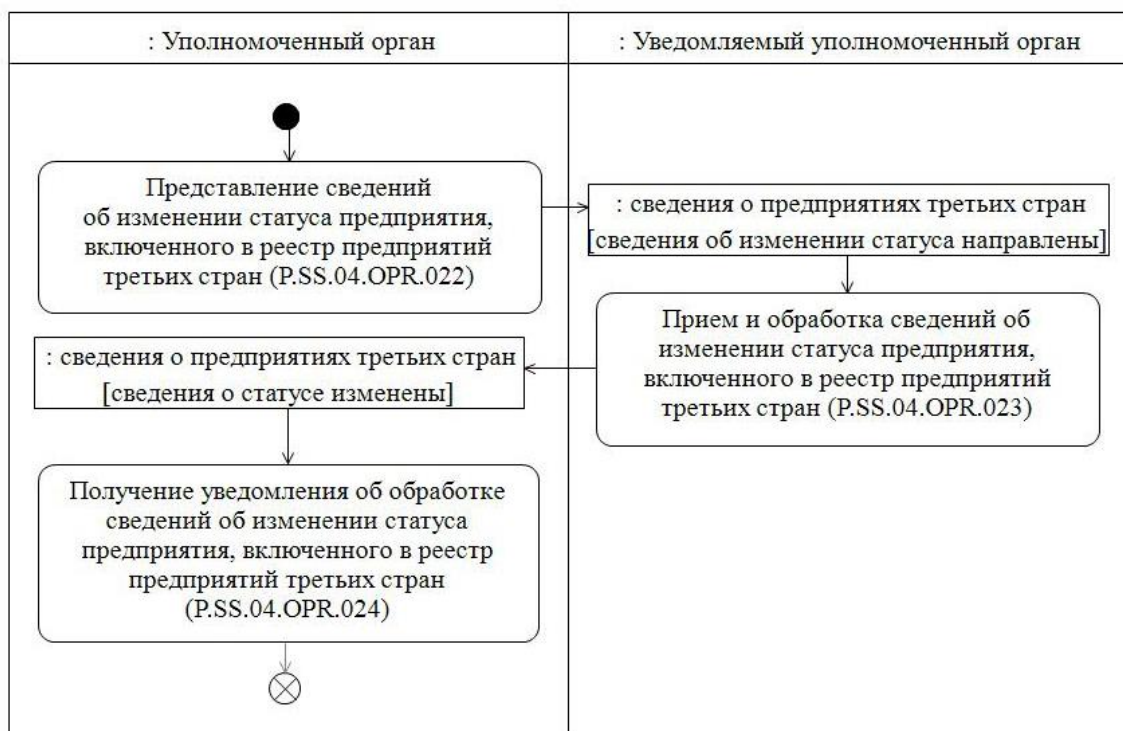 : Уполномоченный орган
: Уведомляемый уполномоченный орган
Представление сведений
об изменении статуса предприятия,
включенного в реестр предприятий
третьих стран (P.SS.04.OPR.022)
: сведения о предприятиях третьих стран
[сведения об изменении статуса направлены]
Прием и обработка сведений об
изменении статуса предприятия,
включенного в реестр предприятий
третьих стран (P.SS.04.OPR.023)
: сведения о предприятиях третьих стран
[сведения о статусе изменены]
Получение уведомления об обработке
сведений об изменении статуса
предприятия, включенного в реестр
предприятий третьих стран
(P.SS.04.OPR.024)